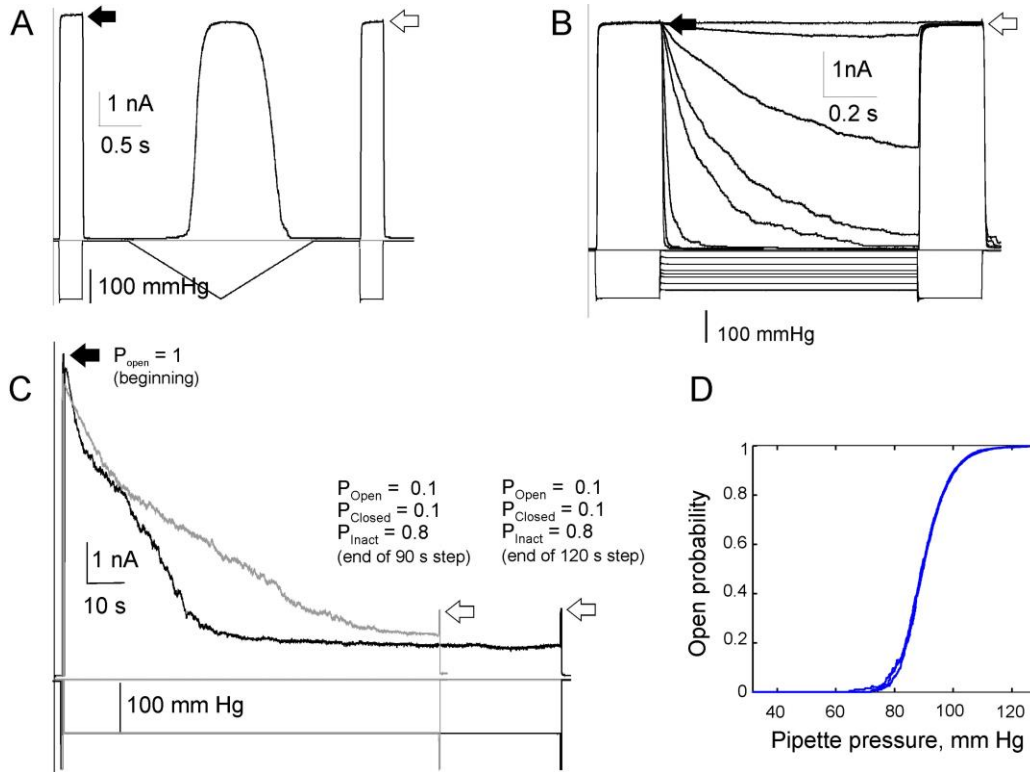 A
1 nA
0.5 s
100 mmHg
B
1nA
0.2 s
100 mmHg
C
P_open = 1
(beginning)
P_Open = 0.1
P_Closed = 0.1
P_Inact = 0.8
(end of 90 s step)
P_Open = 0.1
P_Closed = 0.1
P_Inact = 0.8
(end of 120 s step)
1 nA
10 s
100 mm Hg
D
Open probability
1
0.8
0.6
0.4
0.2
0
40 60 80 100 120
Pipette pressure, mm Hg